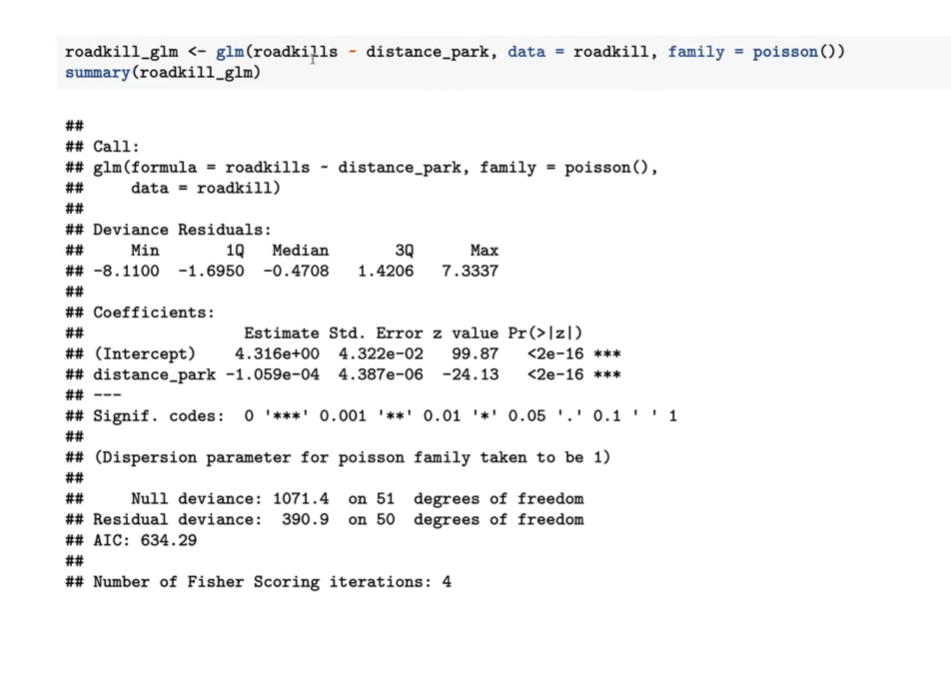 roadkill_glm <- glm(roadkills ~ distance_park, data = roadkill, family = poisson())
summary(roadkill_glm)
##
## Call:
## glm(formula = roadkills ~ distance_park, family = poisson(),
##     data = roadkill)
##
## Deviance Residuals:
##     Min       1Q   Median       3Q      Max
## -8.1100  -1.6950  -0.4708   1.4206   7.3337
##
## Coefficients:
##                 Estimate Std. Error z value Pr(>|z|)
## (Intercept)    4.316e+00  4.322e-02   99.87   <2e-16 ***
## distance_park -1.059e-04  4.387e-06  -24.13   <2e-16 ***
## ---
## Signif. codes:  0 '***' 0.001 '**' 0.01 '*' 0.05 '.' 0.1 ' ' 1
##
## (Dispersion parameter for poisson family taken to be 1)
##
##     Null deviance: 1071.4  on 51  degrees of freedom
## Residual deviance:  390.9  on 50  degrees of freedom
## AIC: 634.29
##
## Number of Fisher Scoring iterations: 4